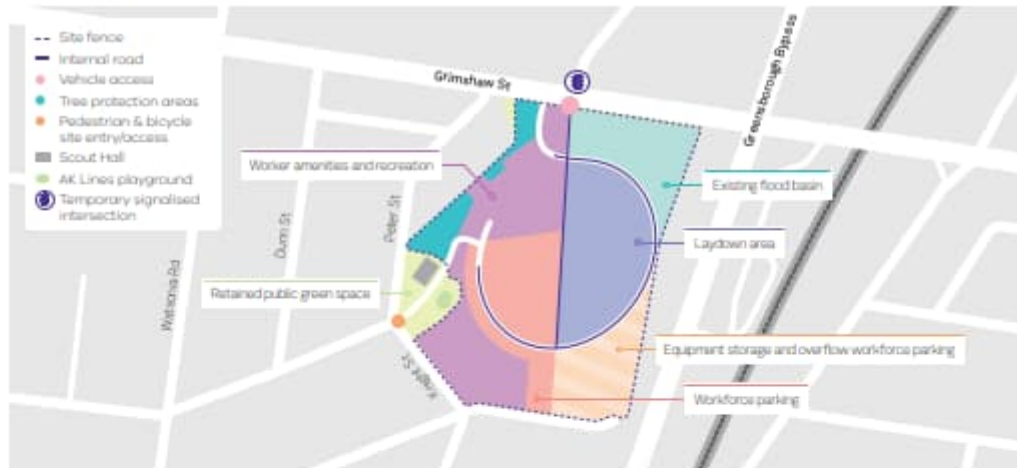 Site fence
Internal road
Vehicle access
Tree protection areas
Pedestrian & bicycle
site entry/access
Scout Hall
AK Lines playground
Temporary signalised
intersection
Grimshaw St
Greensborough Bypass
Worker amenities and recreation
Existing flood basin
Peter St
Dunn St
Laydown area
Watsonia Rd
Retained public green space
Equipment storage and overflow workforce parking
Knight St
Workforce parking